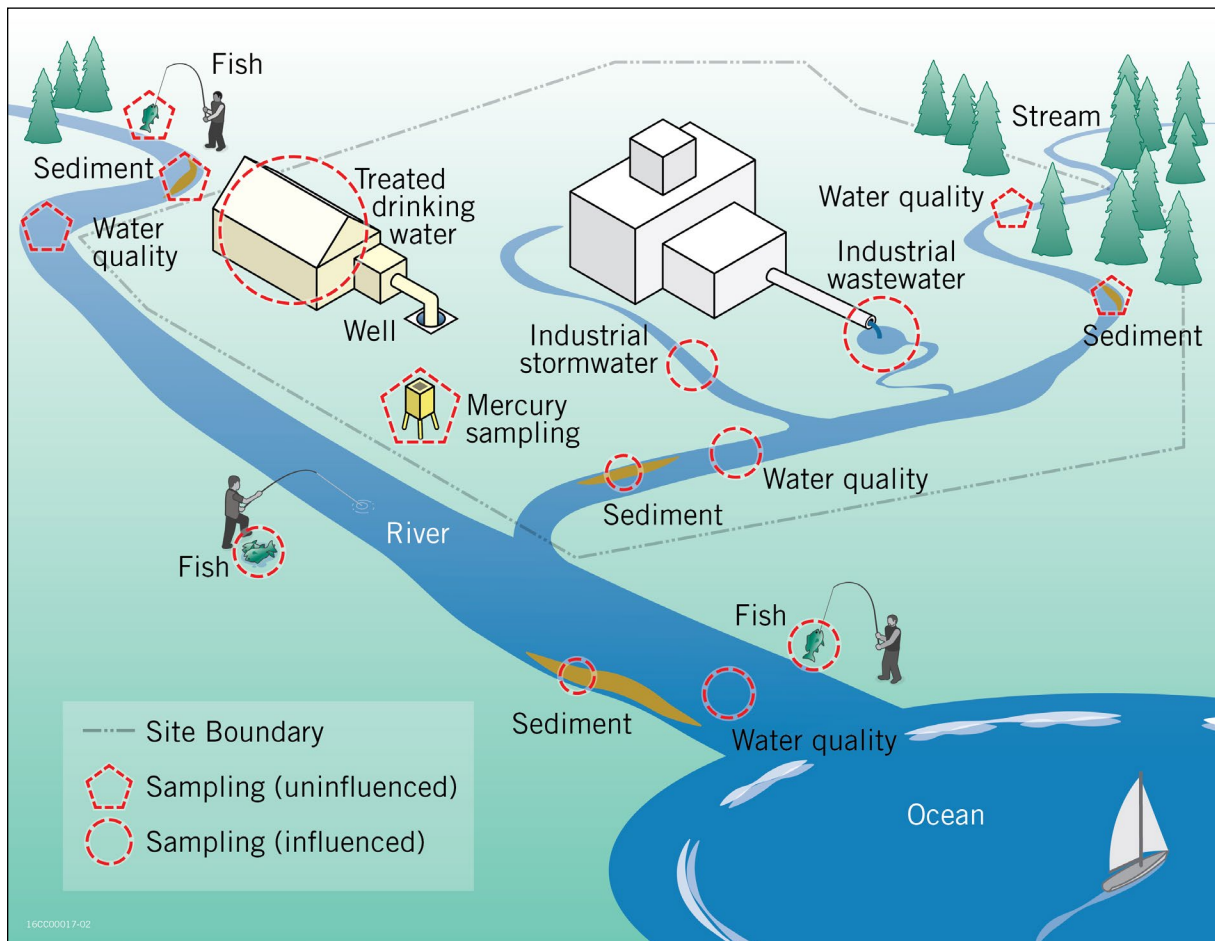 Fish
Stream
Sediment
Treated
drinking
water
Water quality
Water
quality
Industrial
wastewater
Well
Industrial
stormwater
Sediment
Mercury
sampling
Water quality
Sediment
River
Fish
Fish
Sediment
Water quality
Ocean
Site Boundary
Sampling (uninfluenced)
Sampling (influenced)
16CC00017-02